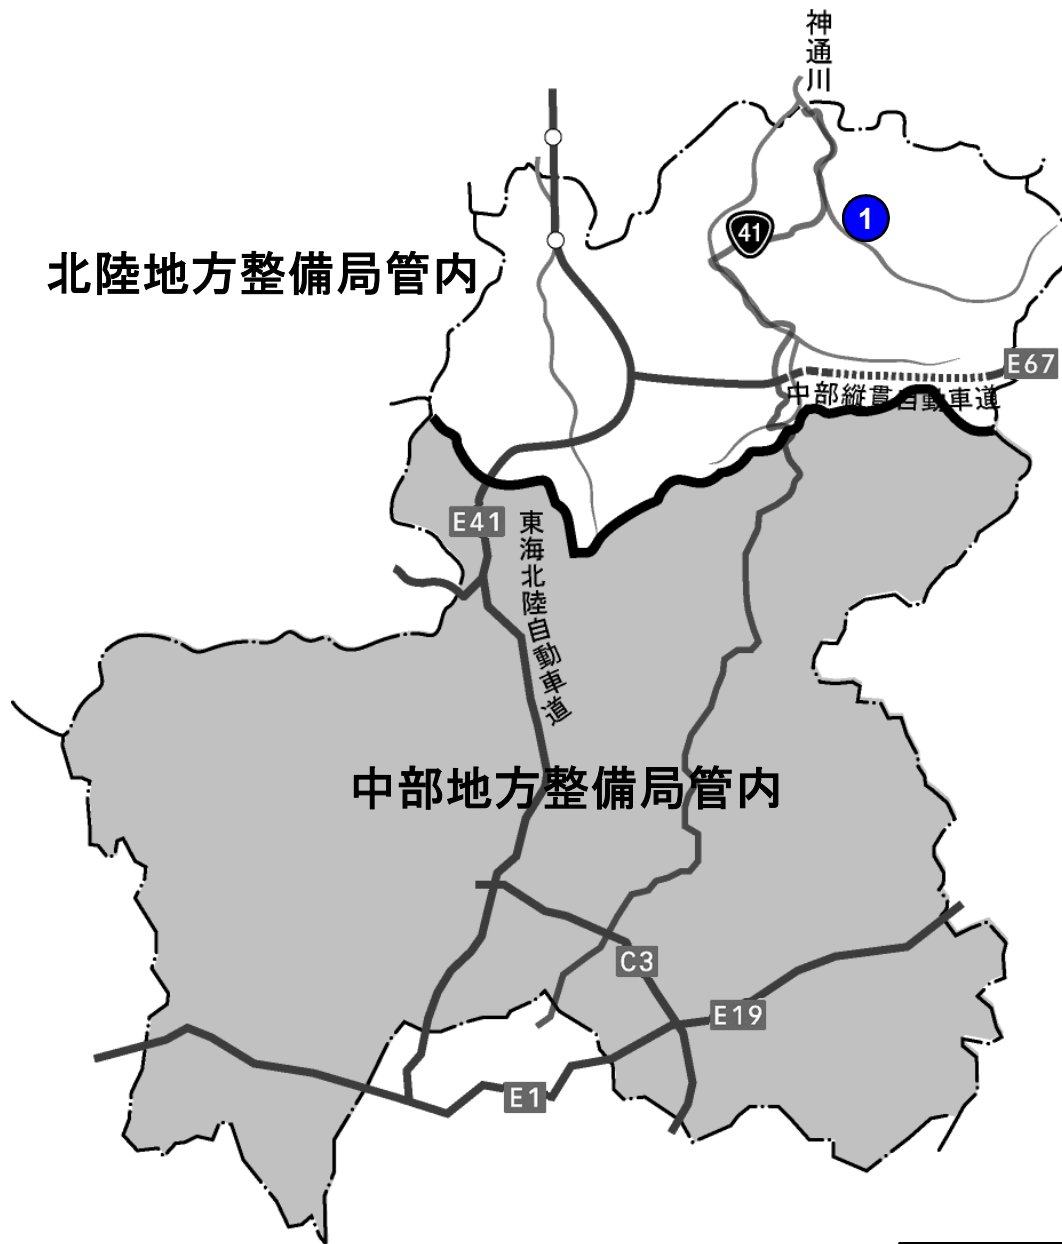 神通川
1
41
北陸地方整備局管内
E67
中部縦貫自動車道
E41
東海北陸自動車道
中部地方整備局管内
C3
E19
E1